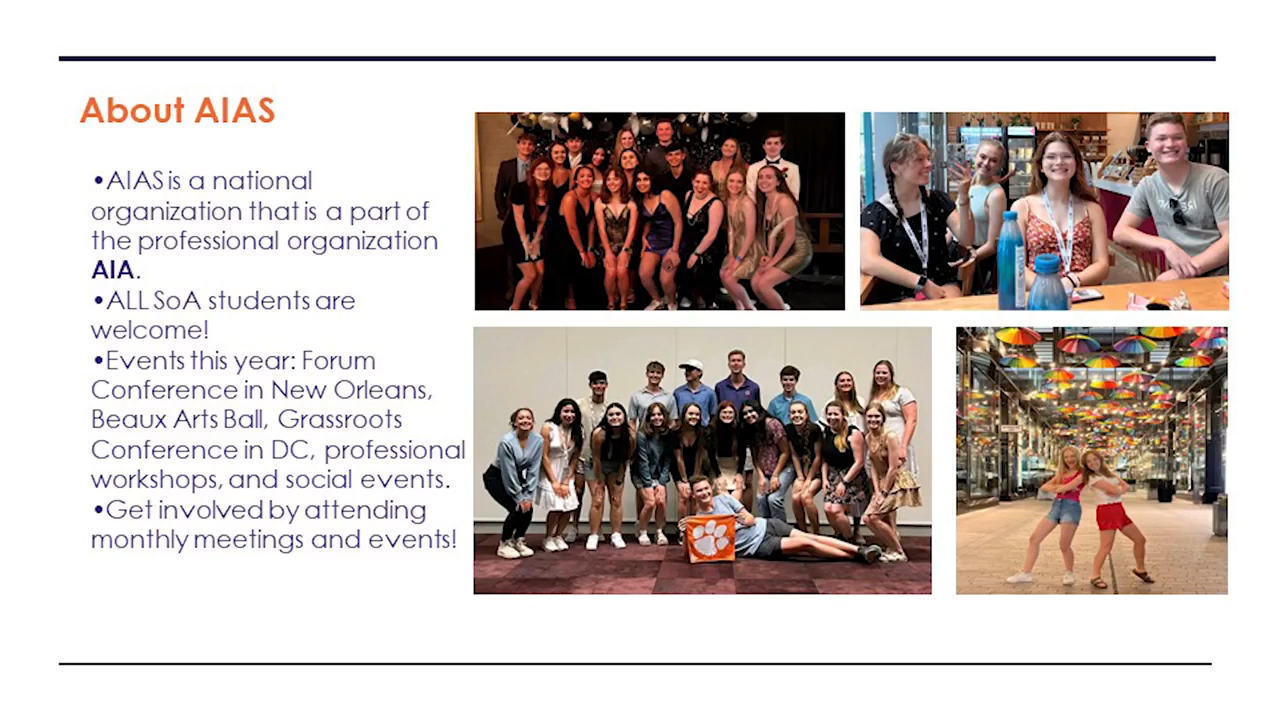 About AIAS
•AIAS is a national
organization that is a part of
the professional organization
AIA.
•ALL SoA students are
welcome!
•Events this year: Forum
Conference in New Orleans,
Beaux Arts Ball, Grassroots
Conference in DC, professional
workshops, and social events.
•Get involved by attending
monthly meetings and events!